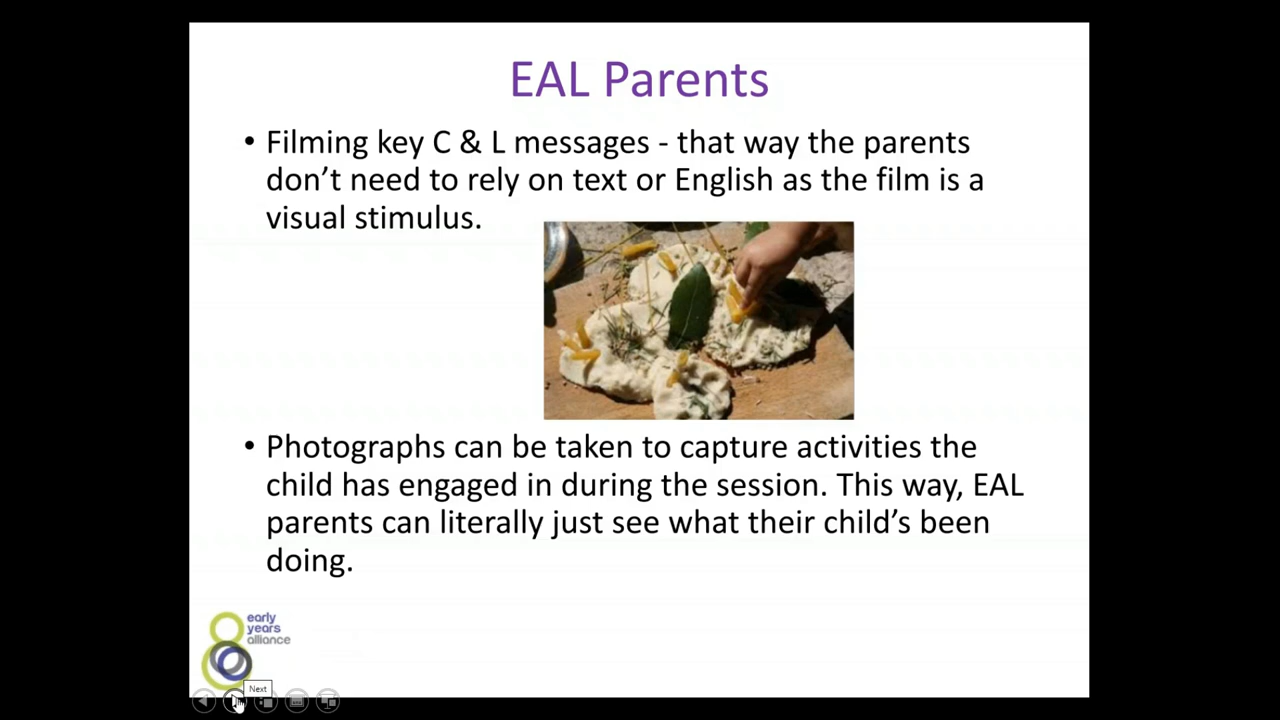 EAL Parents
• Filming key C & L messages - that way the parents
don’t need to rely on text or English as the film is a
visual stimulus.
• Photographs can be taken to capture activities the
child has engaged in during the session. This way, EAL
parents can literally just see what their child’s been
doing.
early
years
alliance
Next